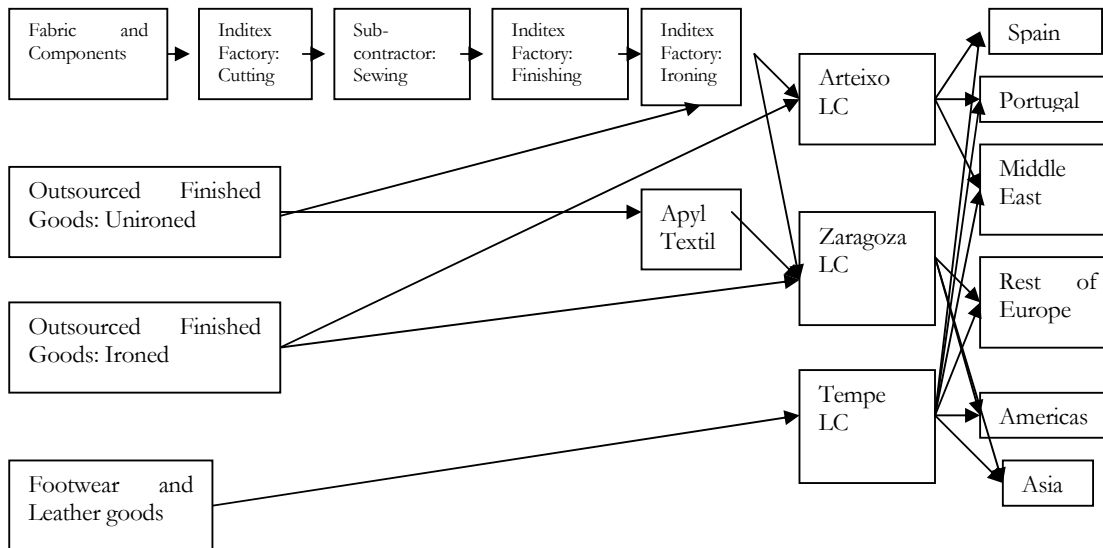 Fabric and
Components
Inditex
Factory:
Cutting
Sub-
contractor:
Sewing
Inditex
Factory:
Finishing
Inditex
Factory:
Ironing
Arteixo
LC
Spain
Portugal
Middle
East
Outsourced Finished
Goods: Unironed
Apyl
Textil
Zaragoza
LC
Rest of
Europe
Outsourced Finished
Goods: Ironed
Tempe
LC
Americas
Asia
Footwear and
Leather goods